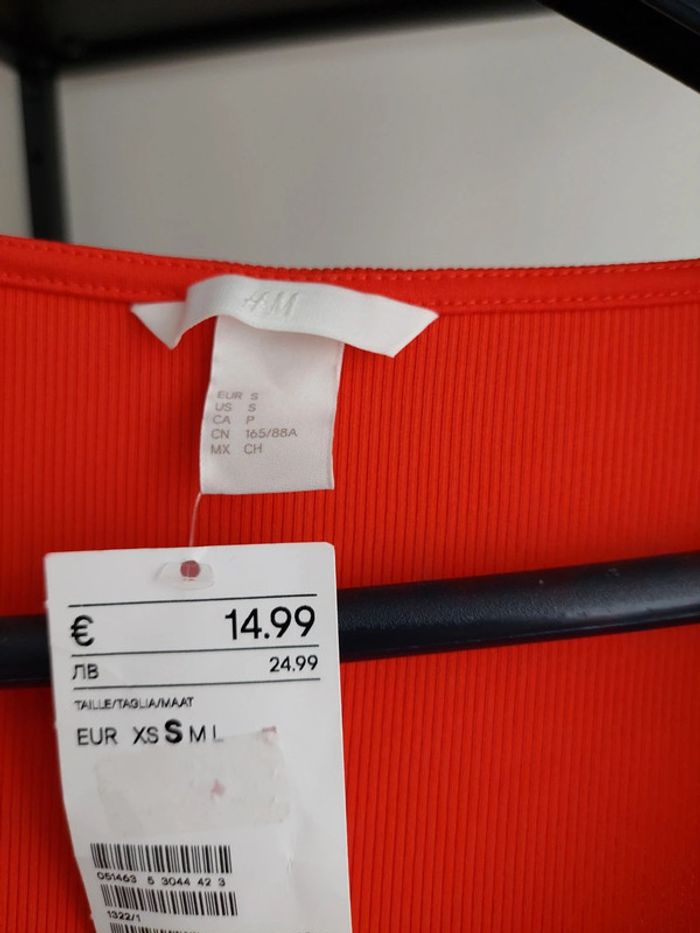 H&M
EUR S
US S
CA P
CN 165/88A
MX CH
€ 14.99
ЛВ 24.99
TAILLE/TAGLIA/MAAT
EUR XS S M L
051463 5 3044 42 3
1322/1